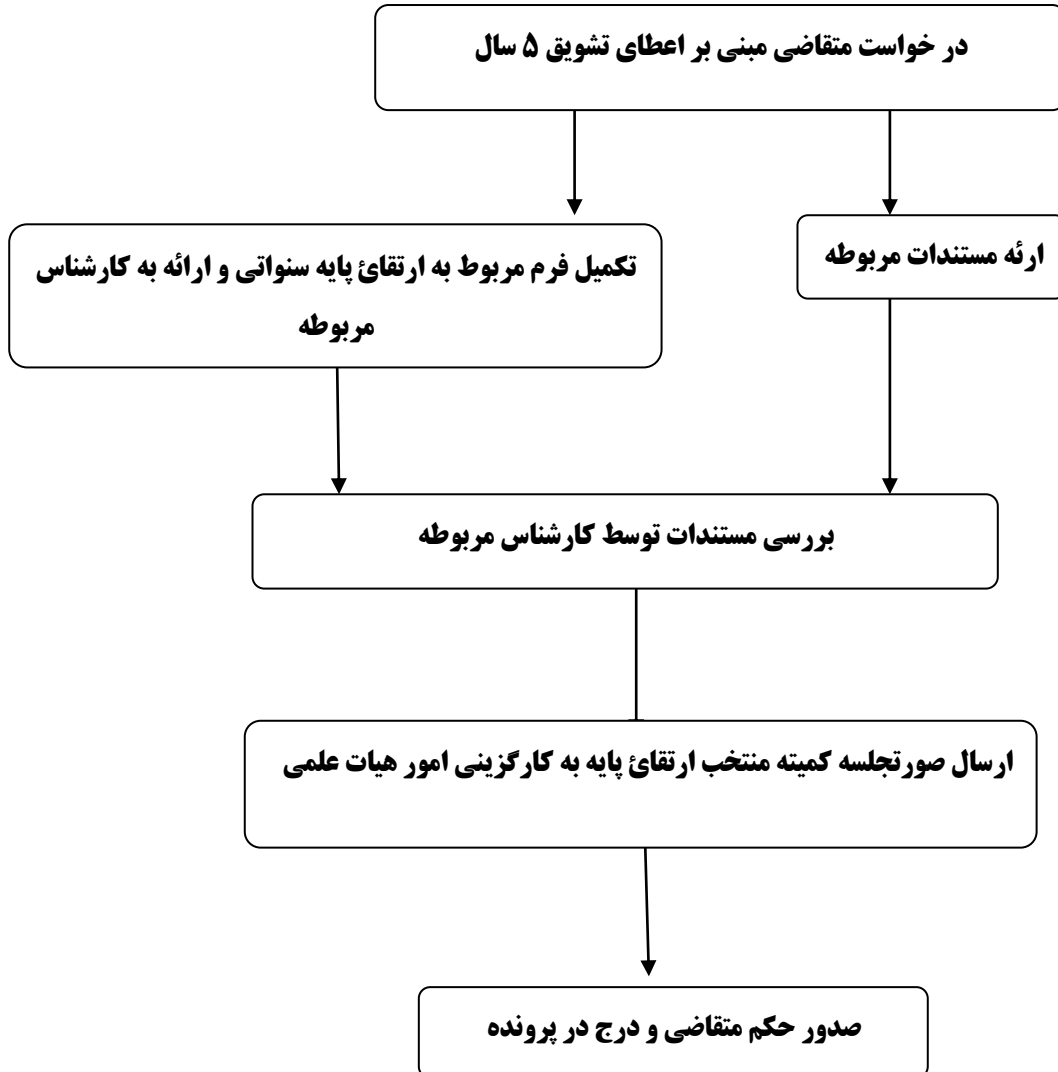 در خواست متقاضی مبنی بر اعطای تشویق ۵ سال
ارئه مستندات مربوطه
تکمیل فرم مربوط به ارتقائ پایه سنواتی و ارائه به کارشناس
مربوطه
بررسی مستندات توسط کارشناس مربوطه
ارسال صورتجلسه کمیته منتخب ارتقائ پایه به کارگزینی امور هیات علمی
صدور حکم متقاضی و درج در پرونده